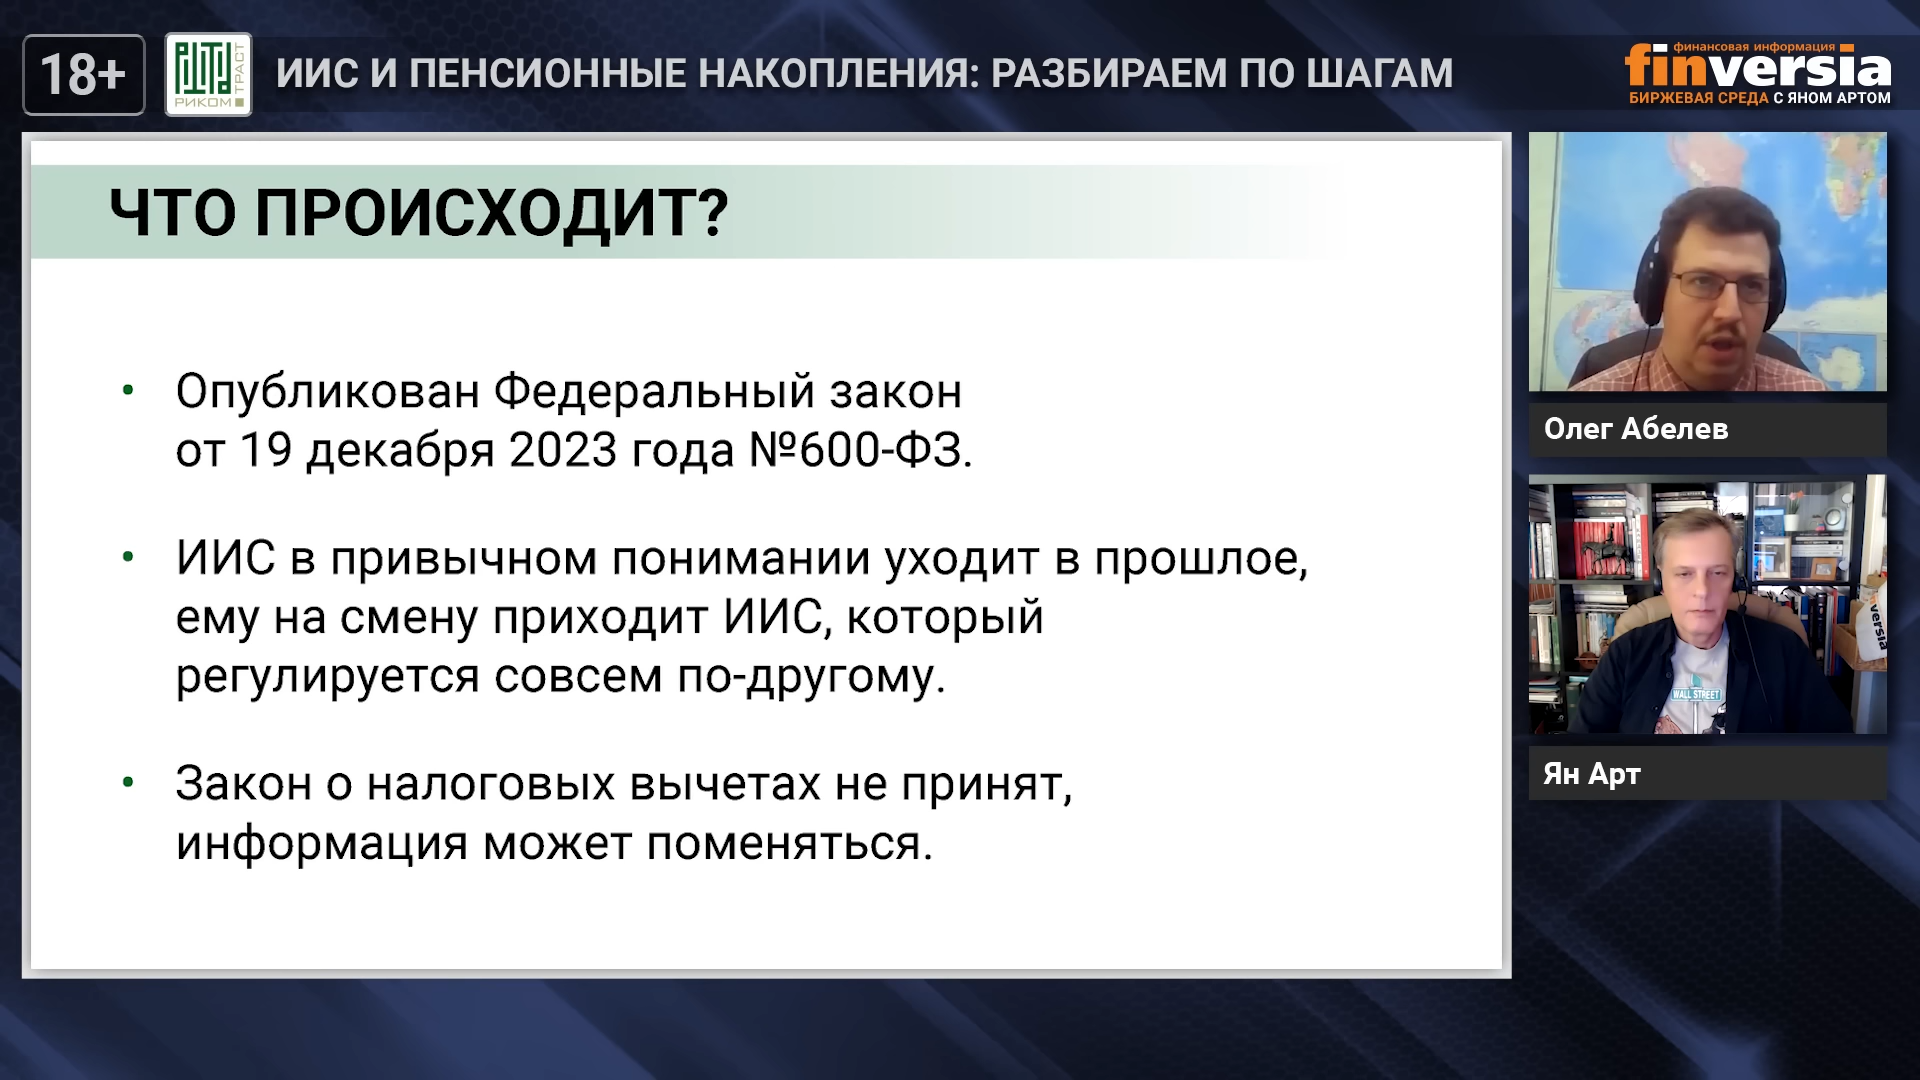 18+
РИКОМ
ТРАСТ
ИИС И ПЕНСИОННЫЕ НАКОПЛЕНИЯ: РАЗБИРАЕМ ПО ШАГАМ
финансовая информация
finversia
БИРЖЕВАЯ СРЕДА С ЯНОМ АРТОМ
ЧТО ПРОИСХОДИТ?
• Опубликован Федеральный закон
от 19 декабря 2023 года №600-ФЗ.
• ИИС в привычном понимании уходит в прошлое,
ему на смену приходит ИИС, который
регулируется совсем по-другому.
• Закон о налоговых вычетах не принят,
информация может поменяться.
Олег Абелев
WALL STREET
Ян Арт